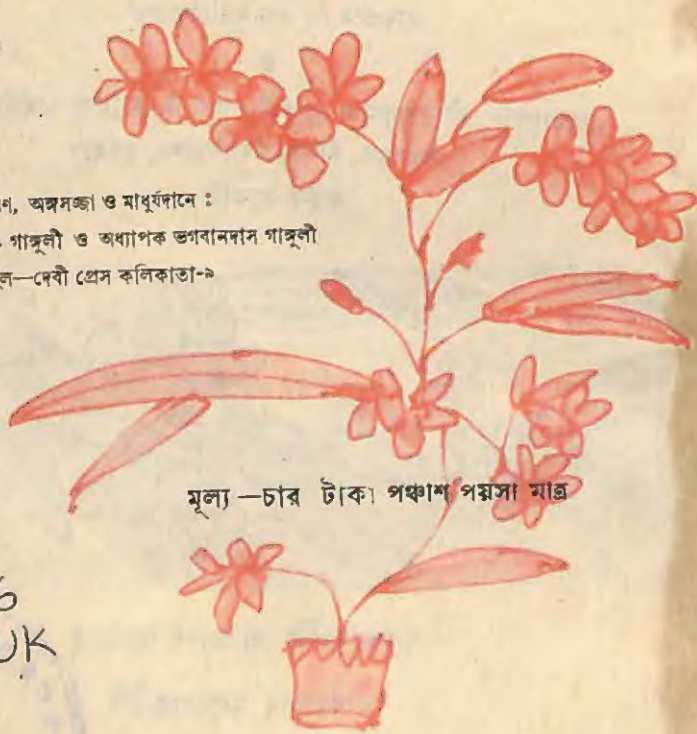 অঙ্গসজ্জা ও মাধুর্যদানে :
গাঙ্গুলী ও অধ্যাপক ভগবানদাস গাঙ্গুলী
—দেবী প্রেস কলিকাতা-৯
মূল্য —চার টাকা পঞ্চাশ পয়সা মাত্র
UK